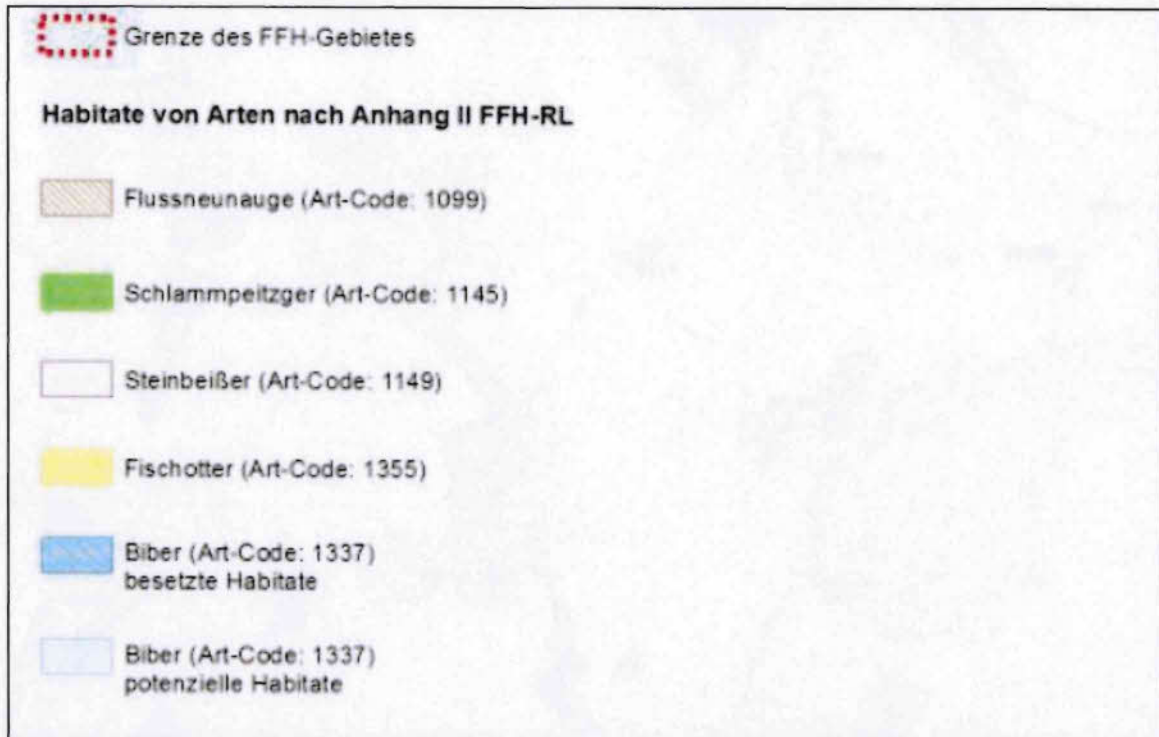 Grenze des FFH-Gebietes
Habitate von Arten nach Anhang II FFH-RL
Flussneunauge (Art-Code: 1099)
Schlammpeitzger (Art-Code: 1145)
Steinbeißer (Art-Code: 1149)
Fischotter (Art-Code: 1355)
Biber (Art-Code: 1337)
besetzte Habitate
Biber (Art-Code: 1337)
potenzielle Habitate